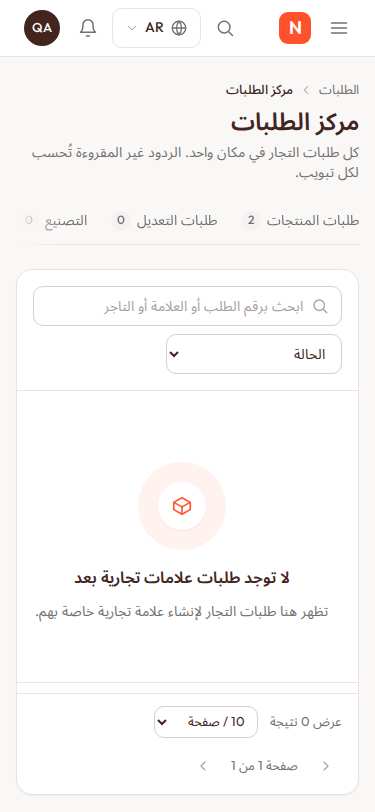 N
AR
QA
الطلبات
مركز الطلبات
مركز الطلبات
كل طلبات التجار في مكان واحد. الردود غير المقروءة تُحسب
لكل تبويب.
طلبات المنتجات 2
طلبات التعديل 0
التصنيع 0
ابحث برقم الطلب أو العلامة أو التاجر
الحالة
لا توجد طلبات علامات تجارية بعد
تظهر هنا طلبات التجار لإنشاء علامة تجارية خاصة بهم.
عرض 0 نتيجة
10 / صفحة
صفحة 1 من 1